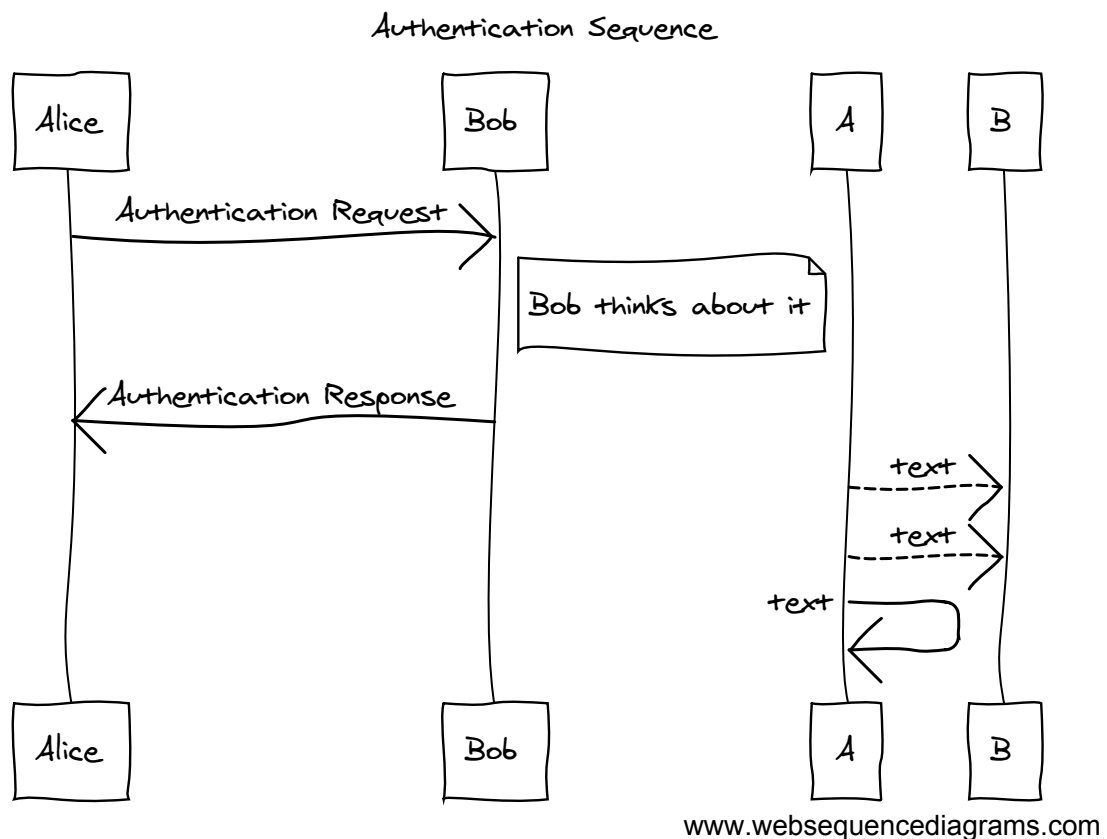 Authentication Sequence
Alice
Bob
A
B
Authentication Request
Bob thinks about it
Authentication Response
text
text
text
Alice
Bob
A
B
www.websequencediagrams.com